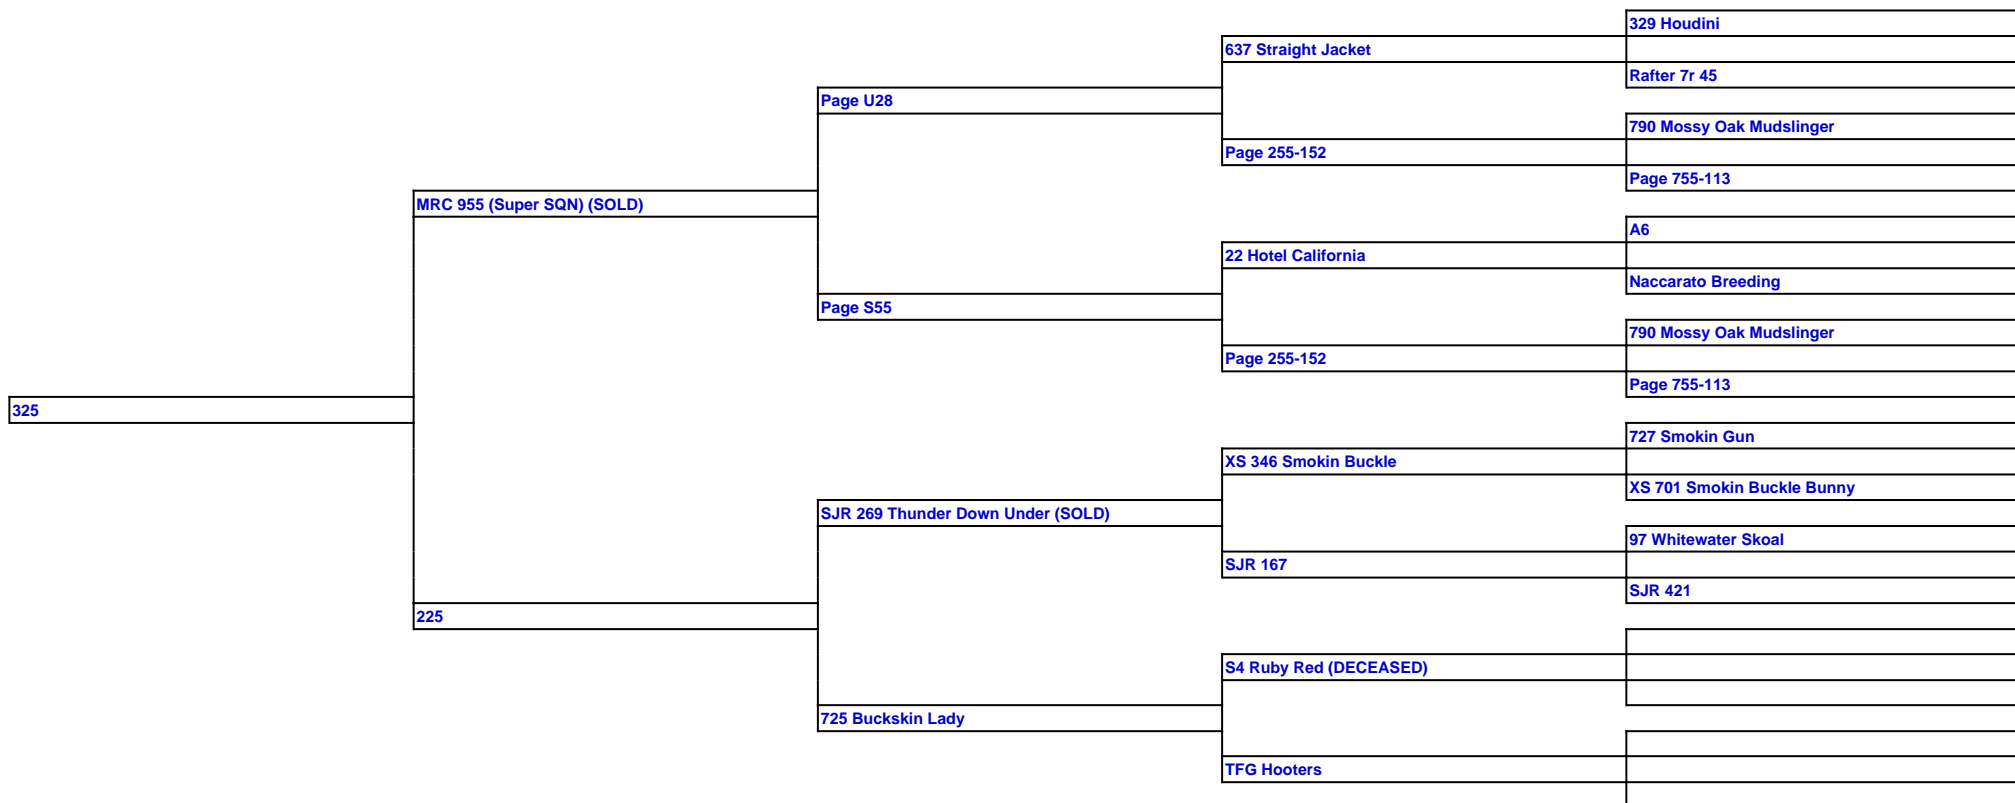 329 Houdini
637 Straight Jacket
Rafter 7r 45
Page U28
790 Mossy Oak Mudslinger
Page 255-152
Page 755-113
MRC 955 (Super SQN) (SOLD)
A6
22 Hotel California
Naccarato Breeding
Page S55
790 Mossy Oak Mudslinger
Page 255-152
Page 755-113
325
727 Smokin Gun
XS 346 Smokin Buckle
XS 701 Smokin Buckle Bunny
SJR 269 Thunder Down Under (SOLD)
97 Whitewater Skoal
SJR 167
SJR 421
225
S4 Ruby Red (DECEASED)
725 Buckskin Lady
TFG Hooters